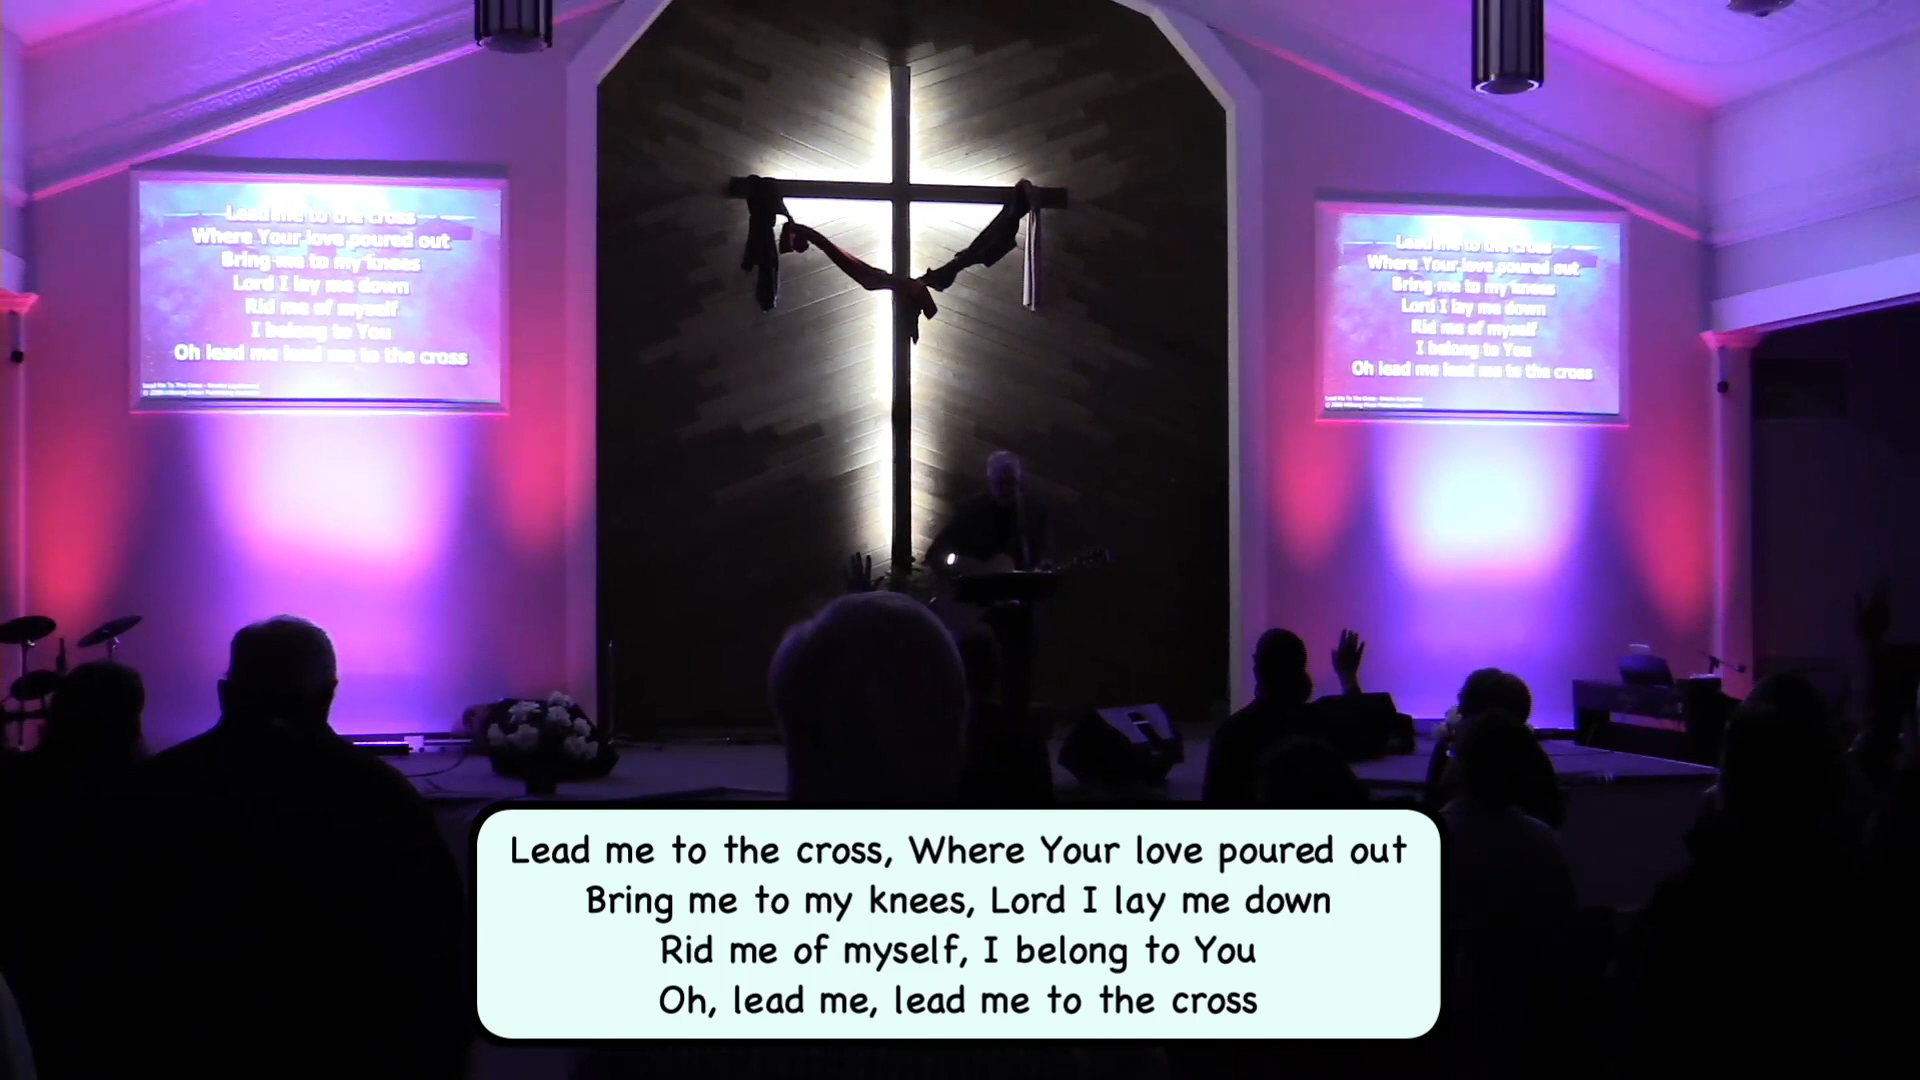 Lead me to the cross
Where Your love poured out
Bring me to my knees
Lord I lay me down
Rid me of myself
I belong to You
Oh lead me lead me to the cross
Lead me to the cross
Where Your love poured out
Bring me to my knees
Lord I lay me down
Rid me of myself
I belong to You
Oh lead me lead me to the cross
Lead me to the cross, Where Your love poured out
Bring me to my knees, Lord I lay me down
Rid me of myself, I belong to You
Oh, lead me, lead me to the cross